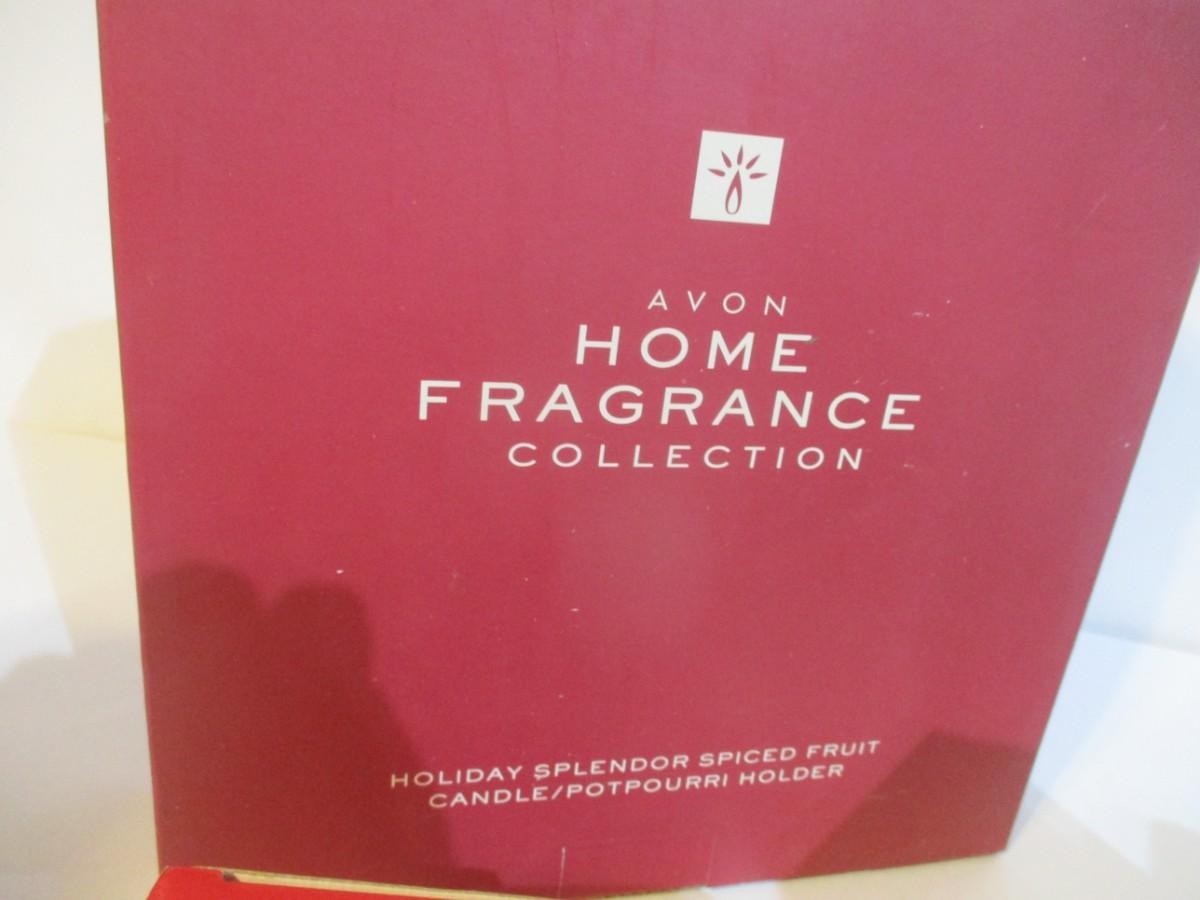 AVON
HOME
FRAGRANCE
COLLECTION
HOLIDAY SPLENDOR SPICED FRUIT
CANDLE/POTPOURRI HOLDER